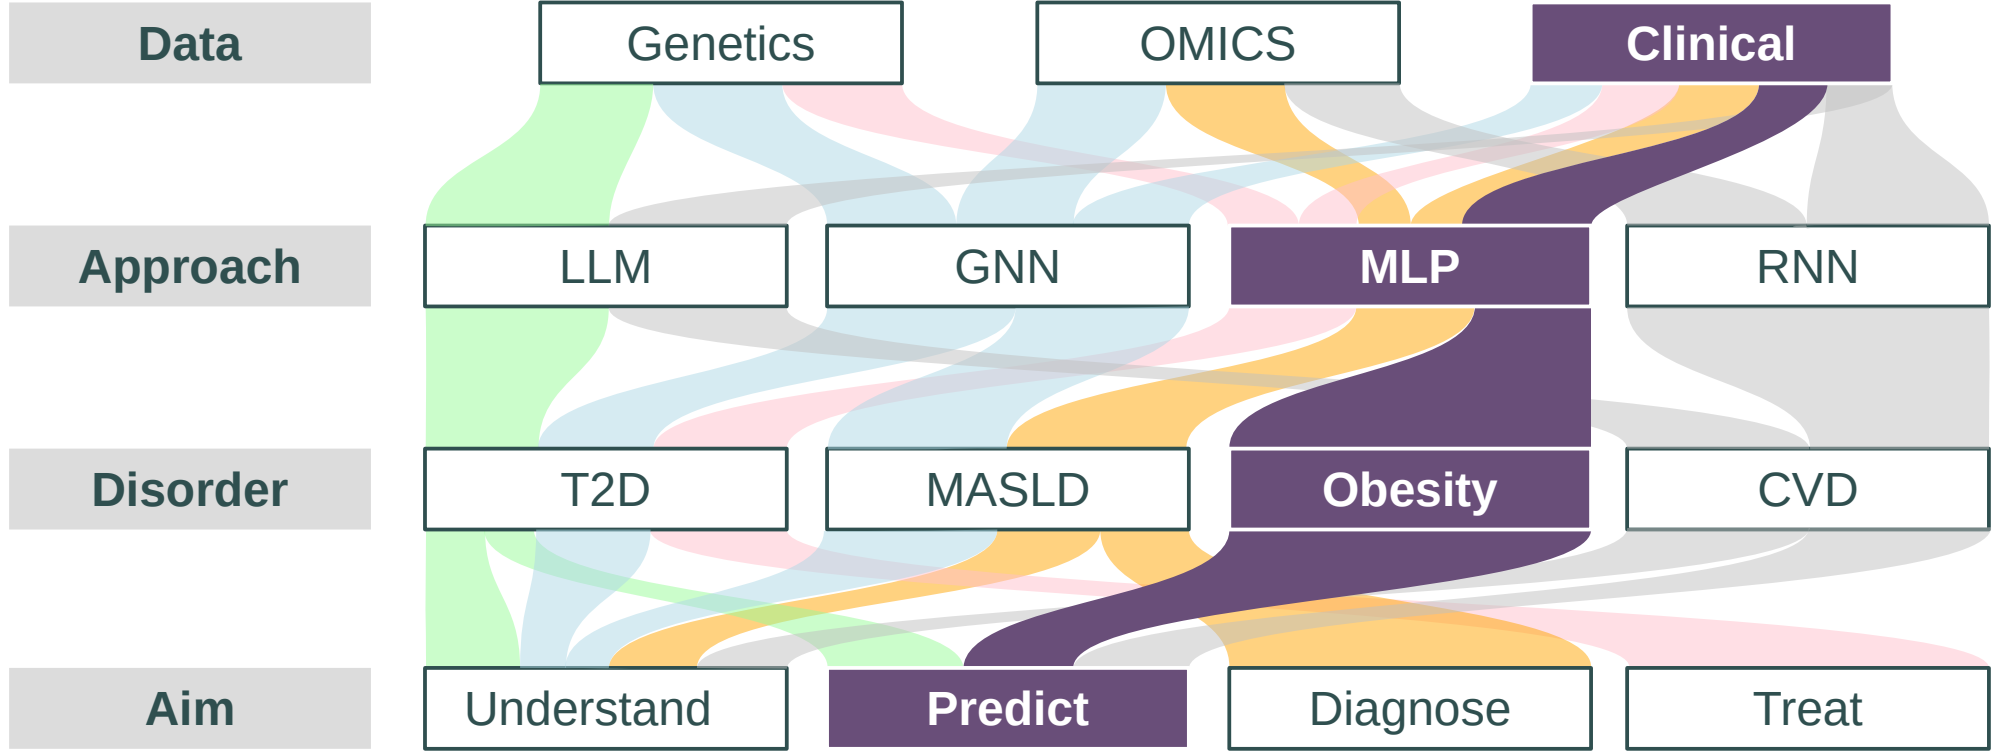 Data
Genetics
OMICS
Clinical
Approach
LLM
GNN
MLP
RNN
Disorder
T2D
MASLD
Obesity
CVD
Aim
Understand
Predict
Diagnose
Treat